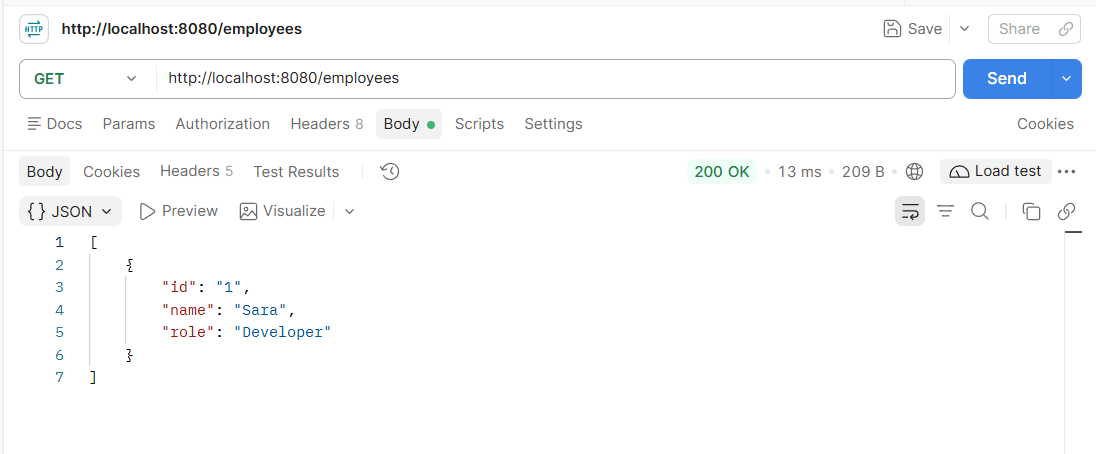 HTTP http://localhost:8080/employees Save Share
GET http://localhost:8080/employees Send
Docs Params Authorization Headers 8 Body Scripts Settings Cookies
Body Cookies Headers 5 Test Results 200 OK • 13 ms • 209 B Load test
{} JSON Preview Visualize
1 [
2 {
3 "id": "1",
4 "name": "Sara",
5 "role": "Developer"
6 }
7 ]